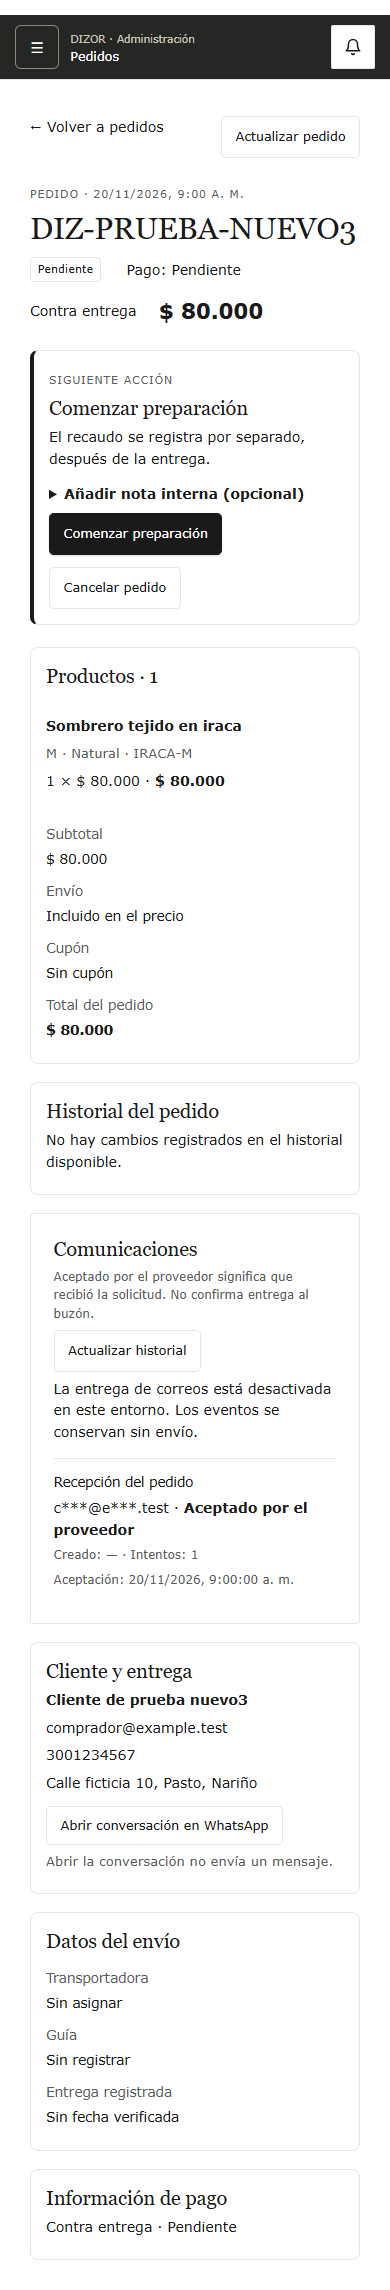 ☰
DIZOR · Administración
Pedidos
← Volver a pedidos
Actualizar pedido
PEDIDO · 20/11/2026, 9:00 A. M.
DIZ-PRUEBA-NUEVO3
Pendiente
Pago: Pendiente
Contra entrega
$ 80.000
SIGUIENTE ACCIÓN
Comenzar preparación
El recaudo se registra por separado,
después de la entrega.
▶ Añadir nota interna (opcional)
Comenzar preparación
Cancelar pedido
Productos · 1
Sombrero tejido en iraca
M · Natural · IRACA-M
1 × $ 80.000 · $ 80.000
Subtotal
$ 80.000
Envío
Incluido en el precio
Cupón
Sin cupón
Total del pedido
$ 80.000
Historial del pedido
No hay cambios registrados en el historial
disponible.
Comunicaciones
Aceptado por el proveedor significa que
recibió la solicitud. No confirma entrega al
buzón.
Actualizar historial
La entrega de correos está desactivada
en este entorno. Los eventos se
conservan sin envío.
Recepción del pedido
c***@e***.test · Aceptado por el
proveedor
Creado: — · Intentos: 1
Aceptación: 20/11/2026, 9:00:00 a. m.
Cliente y entrega
Cliente de prueba nuevo3
comprador@example.test
3001234567
Calle ficticia 10, Pasto, Nariño
Abrir conversación en WhatsApp
Abrir la conversación no envía un mensaje.
Datos del envío
Transportadora
Sin asignar
Guía
Sin registrar
Entrega registrada
Sin fecha verificada
Información de pago
Contra entrega · Pendiente